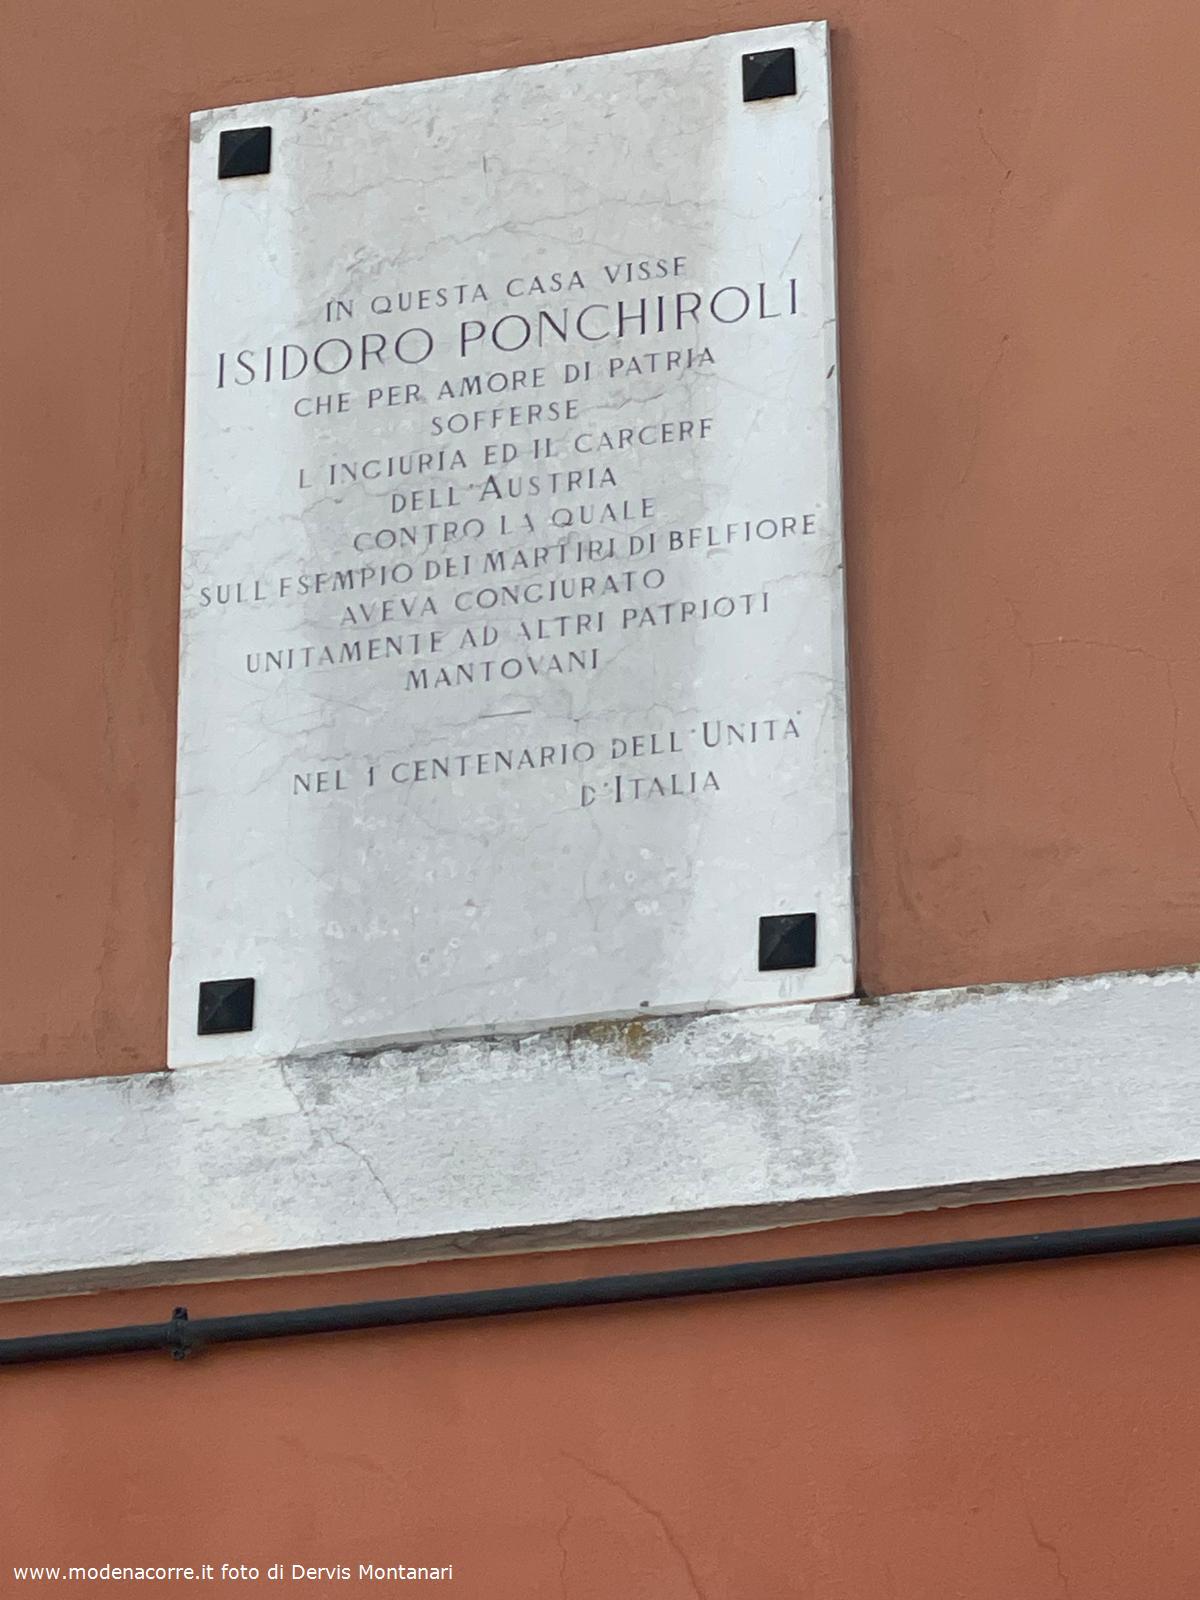 IN QUESTA CASA VISSE
ISIDORO PONCHIROLI
CHE PER AMORE DI PATRIA
SOFFERSE
L INGIURIA ED IL CARCERE
DELL'AUSTRIA
CONTRO LA QUALE
SULL'ESEMPIO DEI MARTIRI DI BELFIORE
AVEVA CONGIURATO
UNITAMENTE AD ALTRI PATRIOTI
MANTOVANI
NEL I CENTENARIO DELL'UNITA'
D'ITALIA
www.modenacorre.it foto di Dervis Montanari